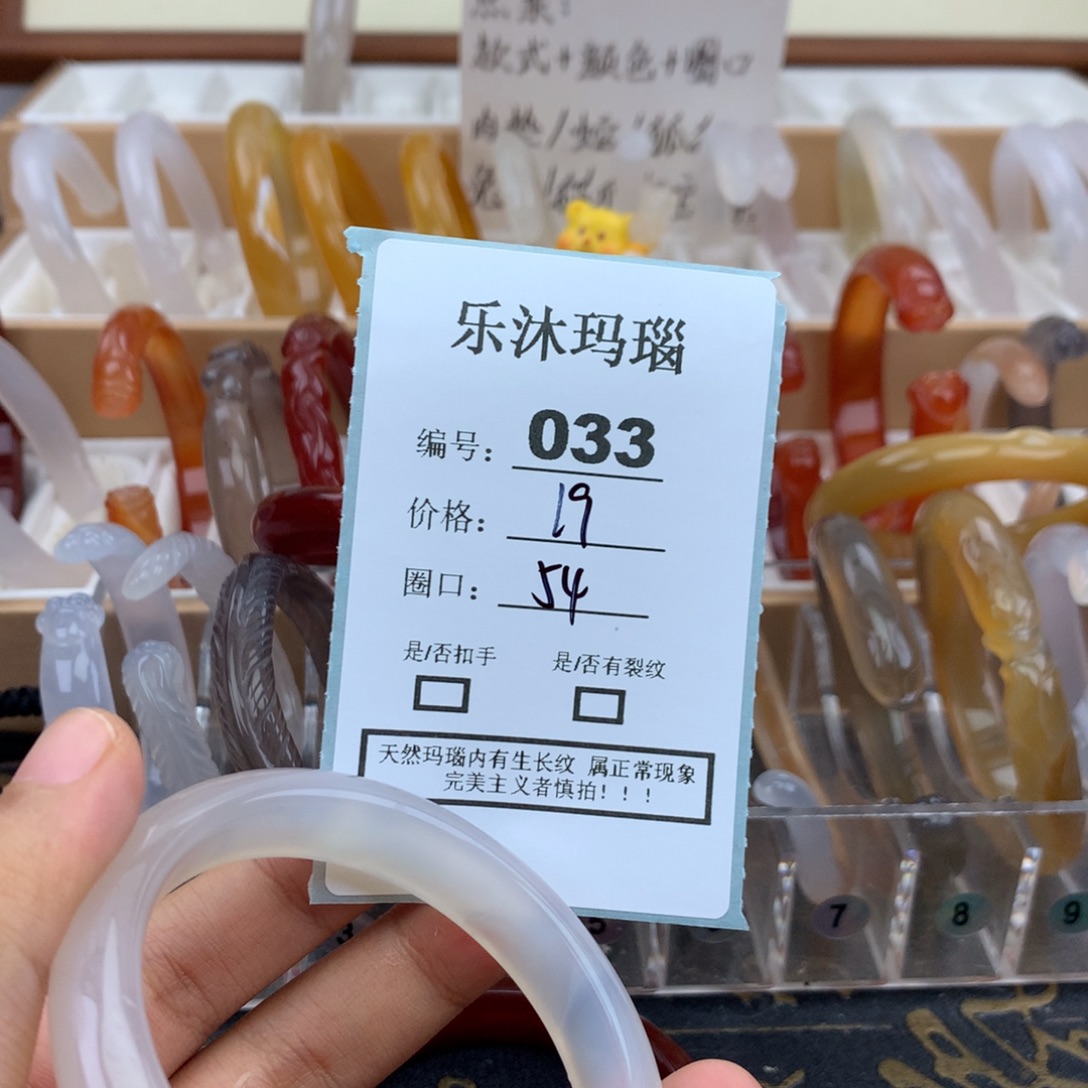 款式+颜色+圈口
乐沐玛瑙
编号：033
价格：19
圈口：54
是/否扣手 是/否有裂纹
天然玛瑙内有生长纹 属正常现象
完美主义者慎拍！！！
7
8
9